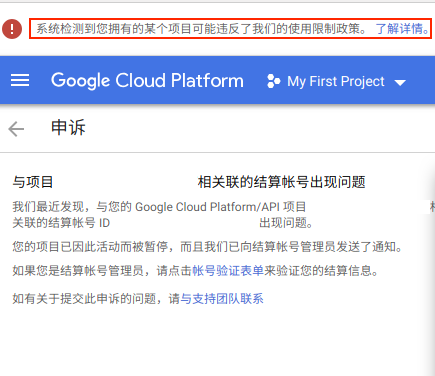 系统检测到您拥有的某个项目可能违反了我们的使用限制政策。 了解详情。
Google Cloud Platform My First Project
申诉
与项目 相关联的结算帐号出现问题
我们最近发现，与您的 Google Cloud Platform/API 项目
关联的结算帐号 ID 出现问题。
您的项目已因此活动而被暂停，而且我们已向结算帐号管理员发送了通知。
如果您是结算帐号管理员，请点击帐号验证表单来验证您的结算信息。
如有关于提交此申诉的问题，请与支持团队联系